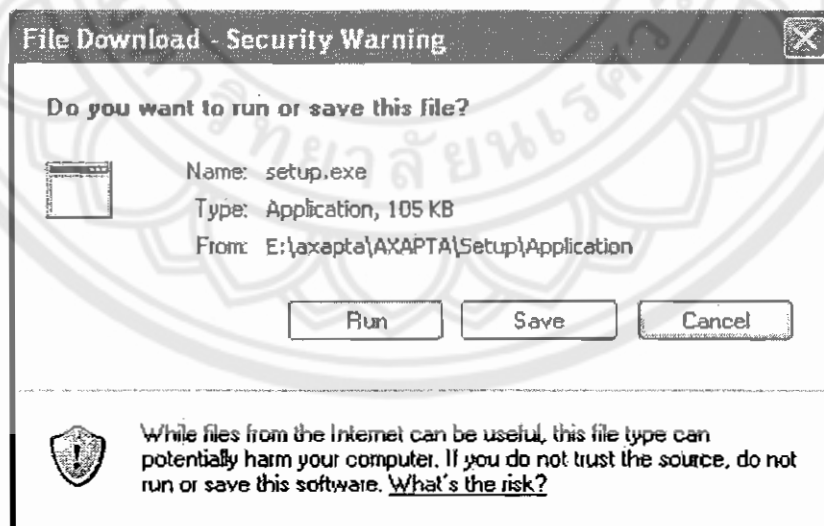 File Download - Security Warning
Do you want to run or save this file?
Name: setup.exe
Type: Application, 105 KB
From: E:\axapta\AXAPTA\Setup\Application
Run Save Cancel
While files from the Internet can be useful, this file type can
potentially harm your computer. If you do not trust the source, do not
run or save this software. What's the risk?